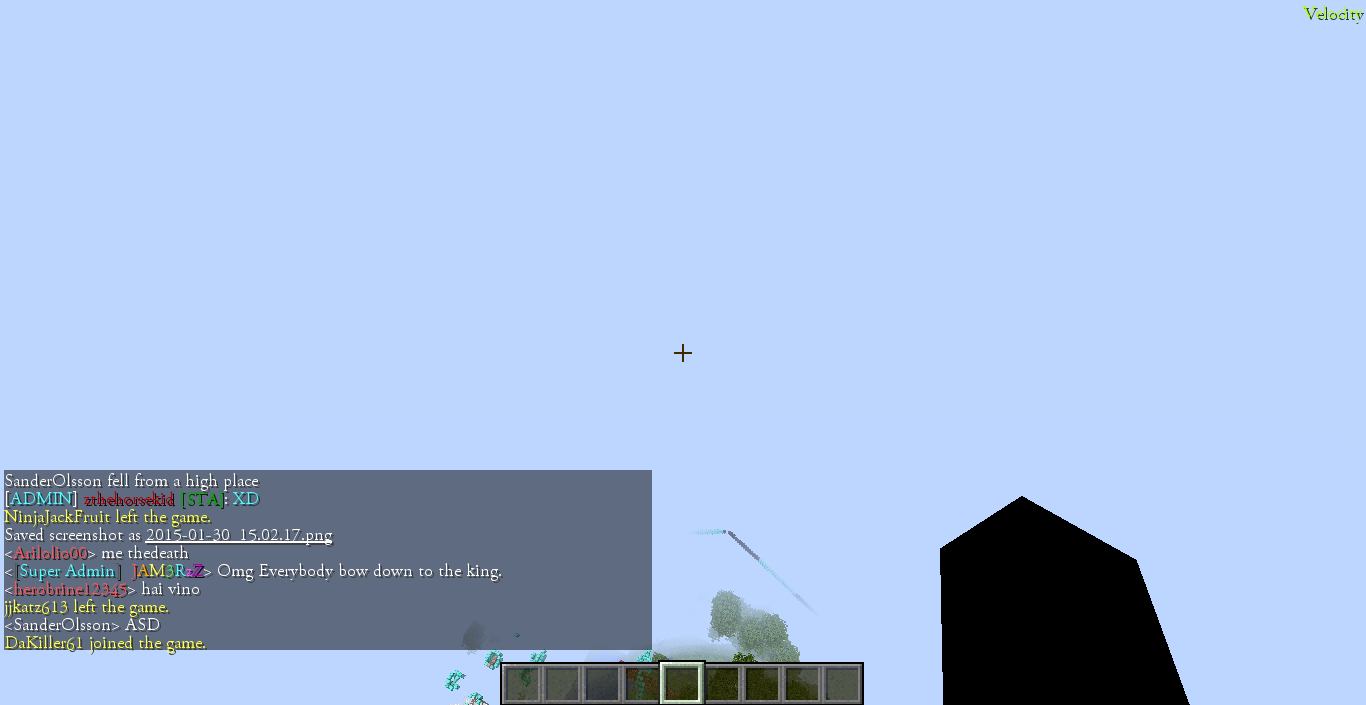 Velocity
SanderOlsson fell from a high place
[ADMIN] zthehorsekid [STA]: XD
NinjaJackFruit left the game.
Saved screenshot as 2015-01-30_15.02.17.png
<Arilolio00> me thedeath
< [Super Admin] JAM3RzZ> Omg Everybody bow down to the king.
<herobrine12345> hai vino
jjkatz613 left the game.
<SanderOlsson> ASD
DaKiller61 joined the game.